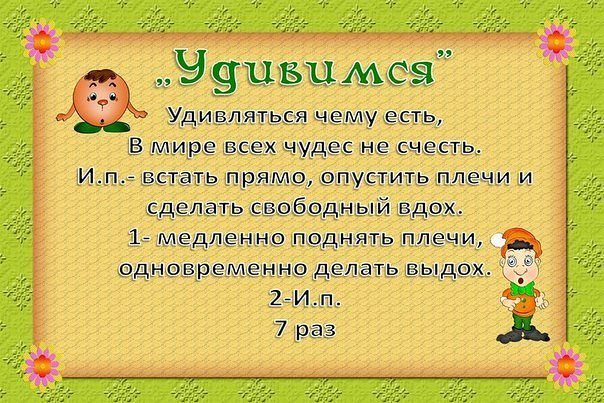 „Удивимся”
Удивляться чему есть,
В мире всех чудес не счесть.
И.п.- встать прямо, опустить плечи и
сделать свободный вдох.
1- медленно поднять плечи,
одновременно делать выдох.
2-И.п.
7 раз